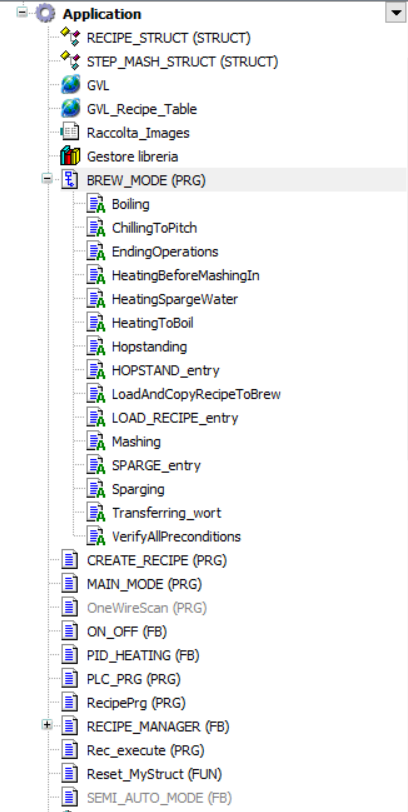 Application
RECIPE_STRUCT (STRUCT)
STEP_MASH_STRUCT (STRUCT)
GVL
GVL_Recipe_Table
Raccolta_Images
Gestore libreria
BREW_MODE (PRG)
Boiling
ChillingToPitch
EndingOperations
HeatingBeforeMashingIn
HeatingSpargeWater
HeatingToBoil
Hopstanding
HOPSTAND_entry
LoadAndCopyRecipeToBrew
LOAD_RECIPE_entry
Mashing
SPARGE_entry
Sparging
Transferring_wort
VerifyAllPreconditions
CREATE_RECIPE (PRG)
MAIN_MODE (PRG)
OneWireScan (PRG)
ON_OFF (FB)
PID_HEATING (FB)
PLC_PRG (PRG)
RecipePrg (PRG)
RECIPE_MANAGER (FB)
Rec_execute (PRG)
Reset_MyStruct (FUN)
SEMI_AUTO_MODE (FB)